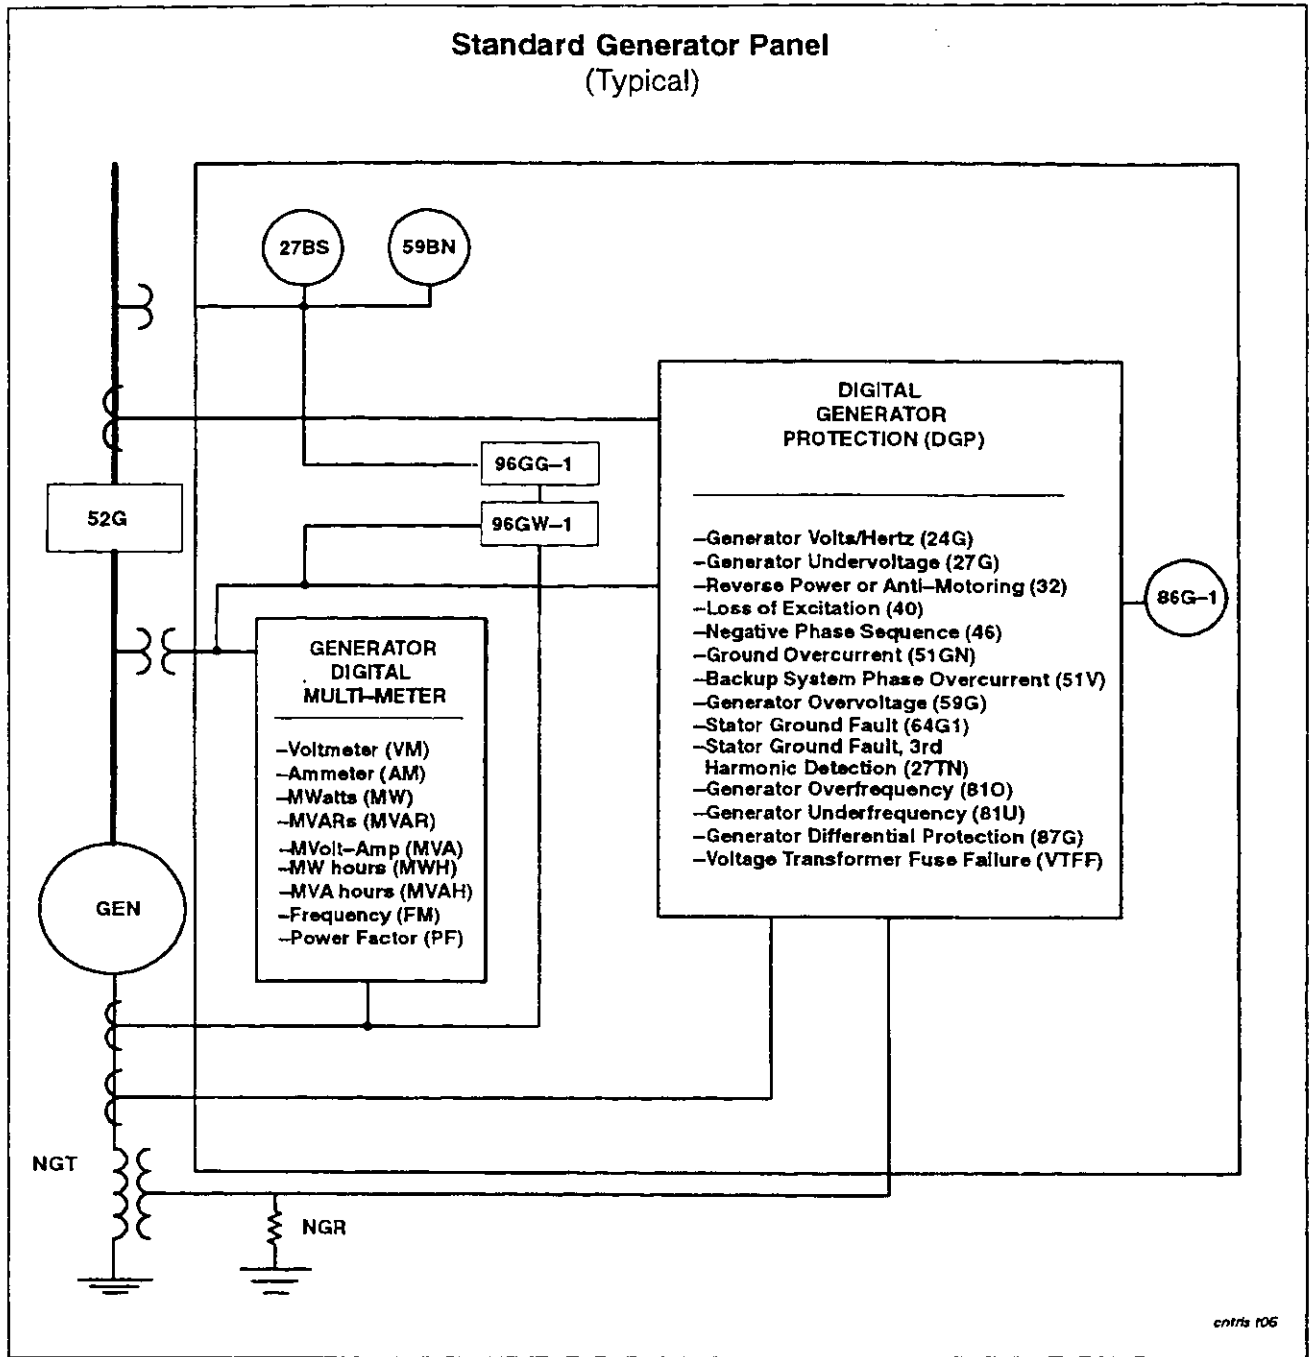 Standard Generator Panel
(Typical)
27BS
59BN
DIGITAL
GENERATOR
PROTECTION (DGP)
96GG–1
52G
96GW–1
–Generator Volts/Hertz (24G)
–Generator Undervoltage (27G)
–Reverse Power or Anti–Motoring (32)
–Loss of Excitation (40)
–Negative Phase Sequence (46)
–Ground Overcurrent (51GN)
–Backup System Phase Overcurrent (51V)
–Generator Overvoltage (59G)
–Stator Ground Fault (64G1)
–Stator Ground Fault, 3rd
Harmonic Detection (27TN)
–Generator Overfrequency (81O)
–Generator Underfrequency (81U)
–Generator Differential Protection (87G)
–Voltage Transformer Fuse Failure (VTFF)
86G–1
GENERATOR
DIGITAL
MULTI–METER
–Voltmeter (VM)
–Ammeter (AM)
–MWatts (MW)
–MVARs (MVAR)
–MVolt–Amp (MVA)
–MW hours (MWH)
–MVA hours (MVAH)
–Frequency (FM)
–Power Factor (PF)
GEN
NGT
NGR
cntrls t06